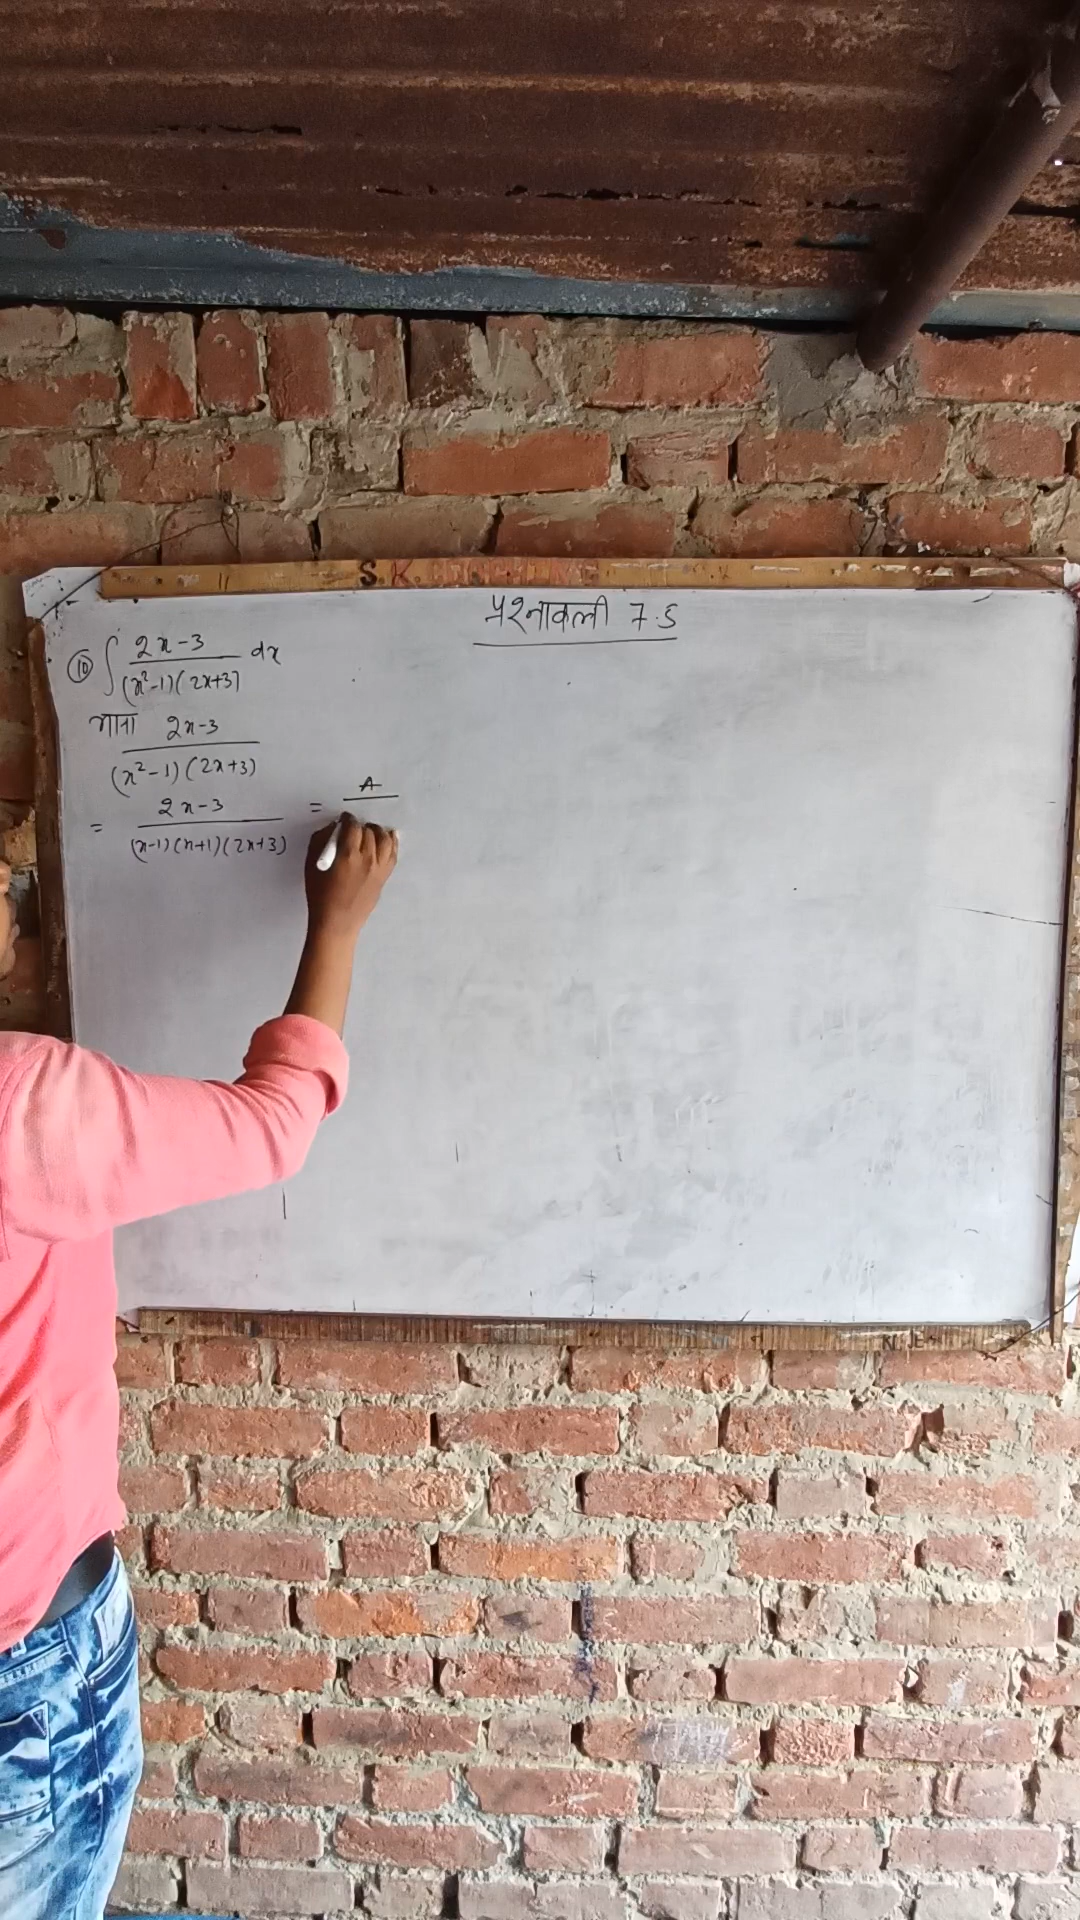 S.K.
प्रश्नावली 7.5
(10) ∫ (2x-3)/((x²-1)(2x+3)) dx
माना (2x-3)/((x²-1)(2x+3))
= (2x-3)/((x-1)(x+1)(2x+3)) = A/